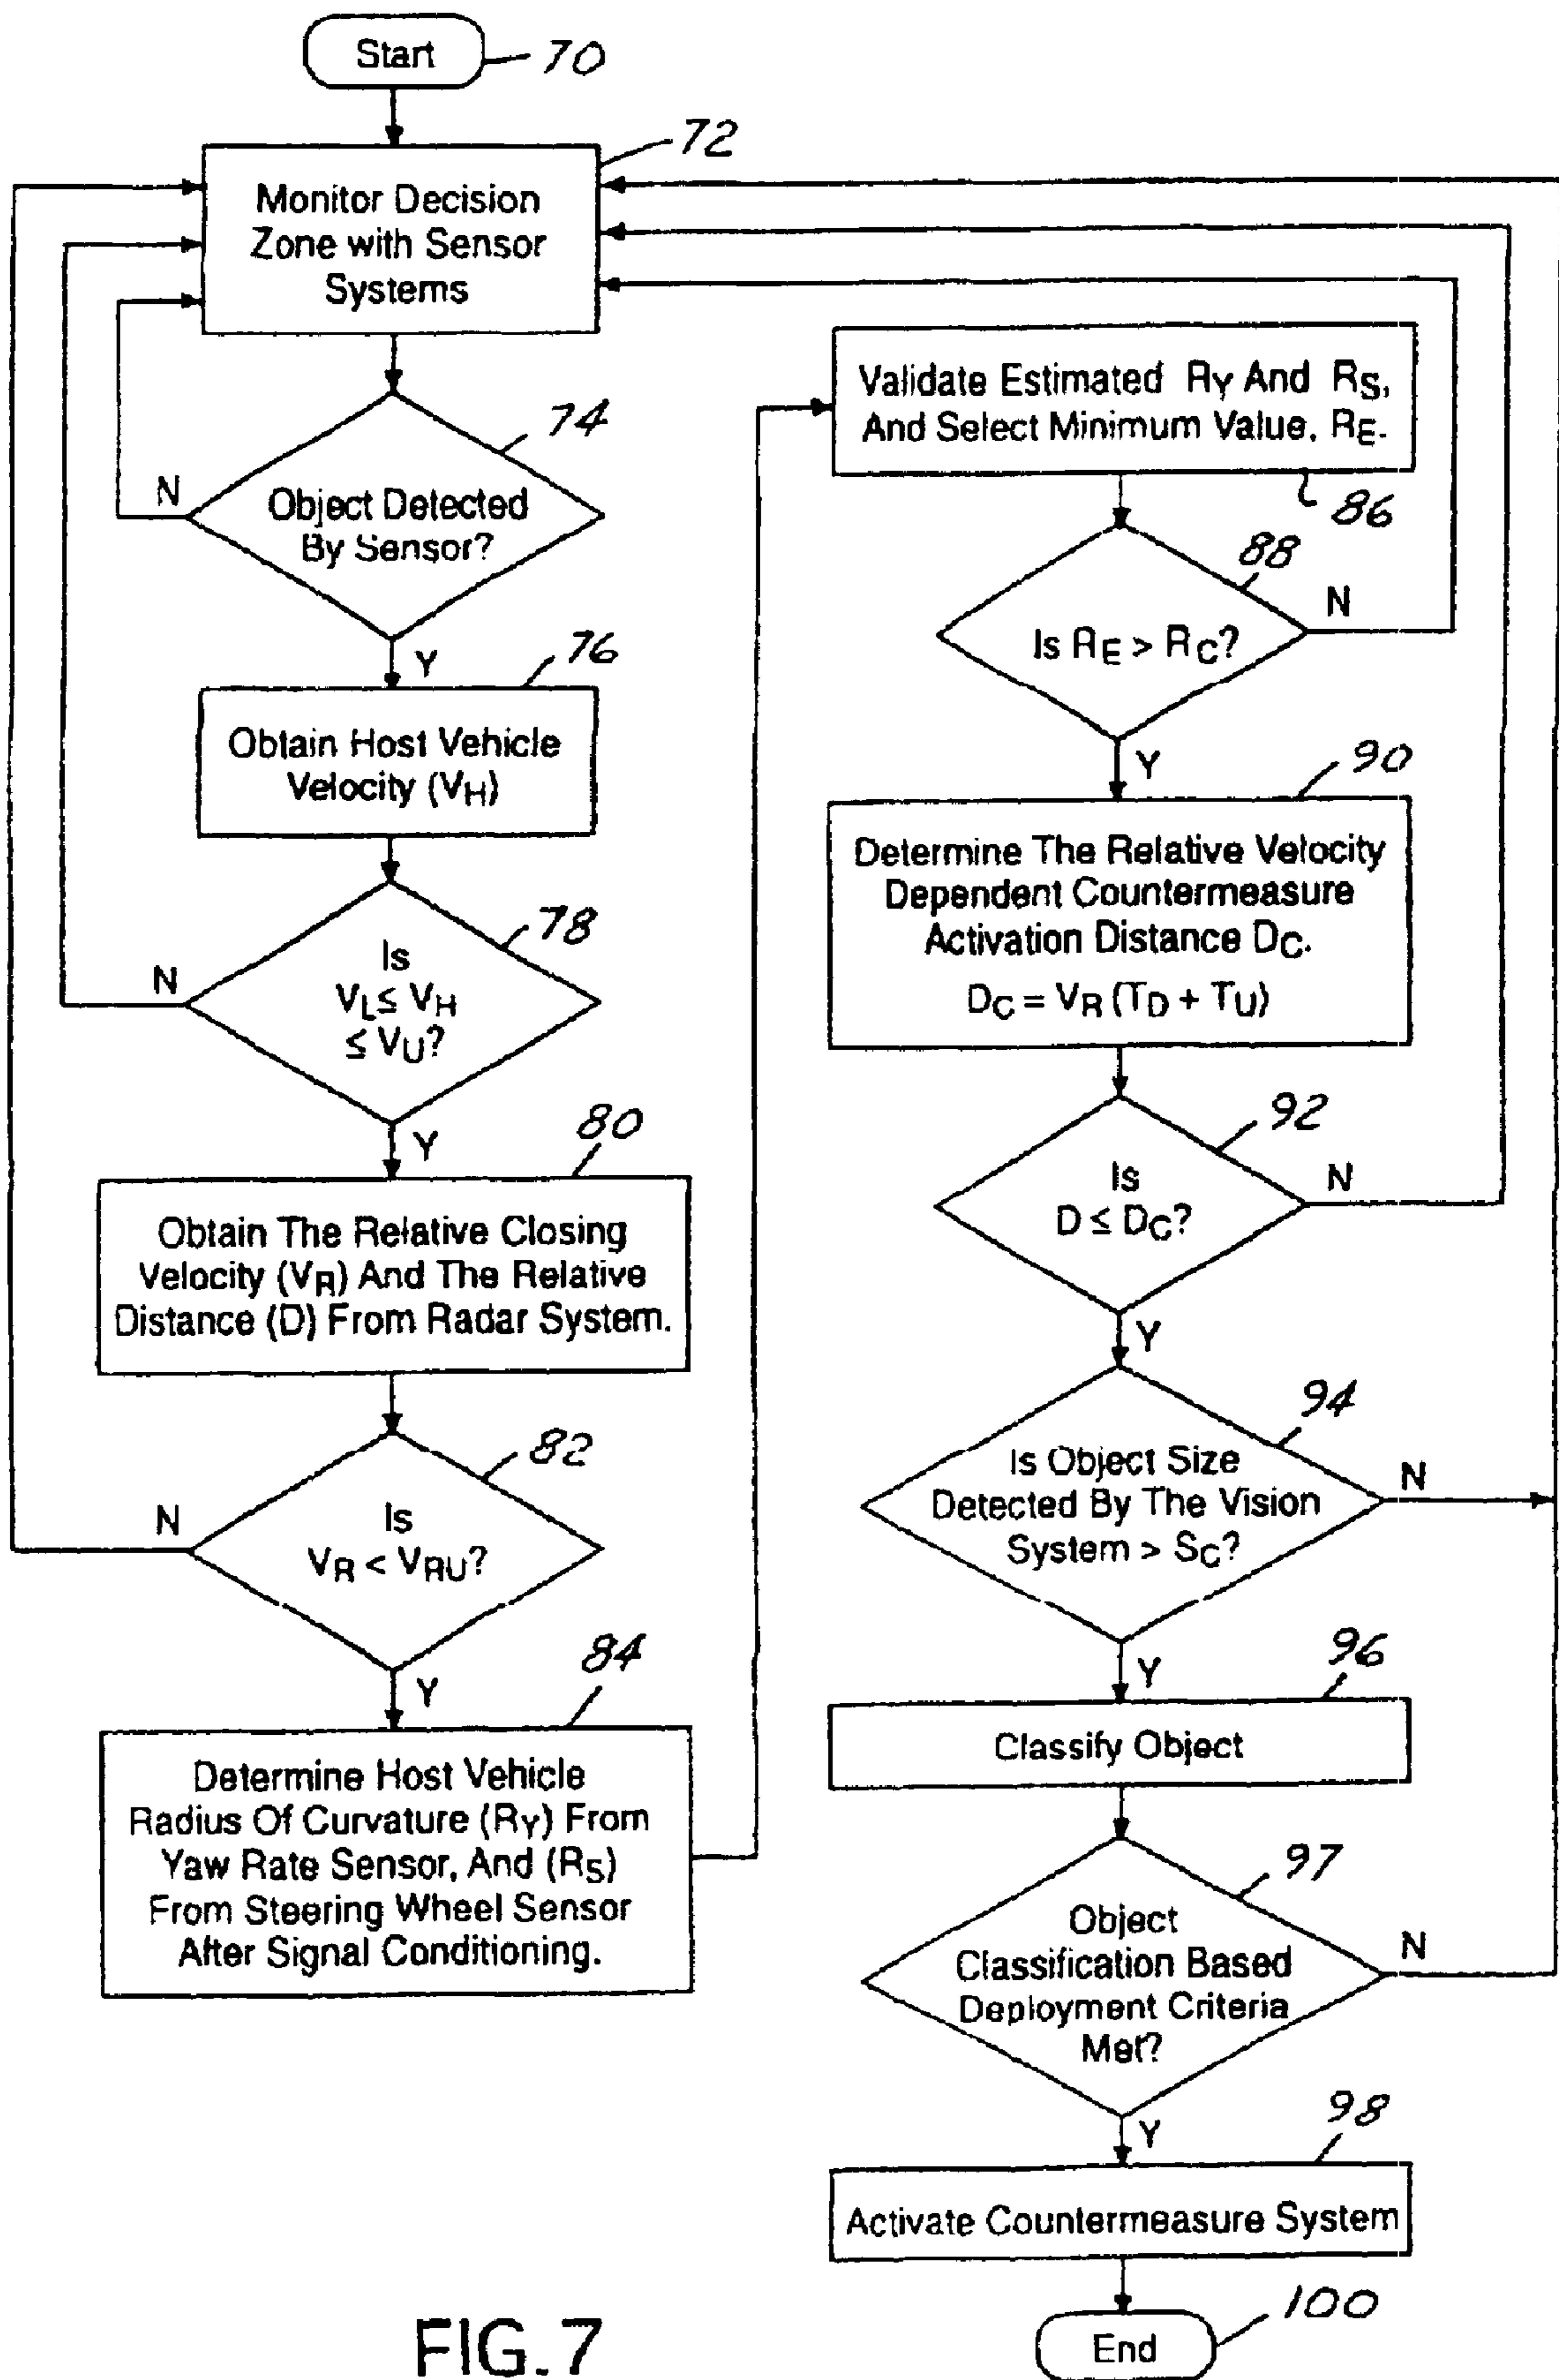 Start
70
72
Monitor Decision
Zone with Sensor
Systems
74
N
Object Detected
By Sensor?
Y
76
Obtain Host Vehicle
Velocity (VH)
78
N
Is
VL ≤ VH
≤ VU?
Y
80
Obtain The Relative Closing
Velocity (VR) And The Relative
Distance (D) From Radar System.
82
N
Is
VR < VRU?
Y
84
Determine Host Vehicle
Radius Of Curvature (RY) From
Yaw Rate Sensor, And (RS)
From Steering Wheel Sensor
After Signal Conditioning.
Validate Estimated RY And RS,
And Select Minimum Value, RE.
86
88
N
Is RE > RC?
Y
90
Determine The Relative Velocity
Dependent Countermeasure
Activation Distance DC.
DC = VR (TD + TU)
92
N
Is
D ≤ DC?
Y
94
N
Is Object Size
Detected By The Vision
System > SC?
Y
96
Classify Object
97
N
Object
Classification Based
Deployment Criteria
Met?
Y
98
Activate Countermeasure System
100
End
FIG.7